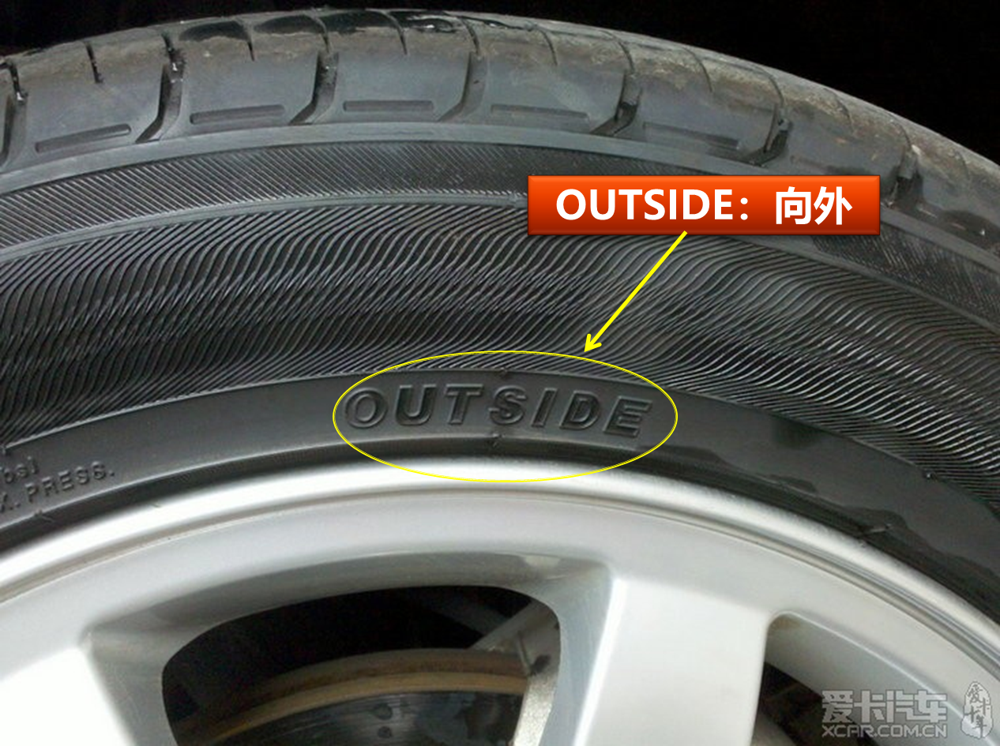 OUTSIDE：向外
OUTSIDE
PRESS.
爱卡汽车
XCAR.COM.CN